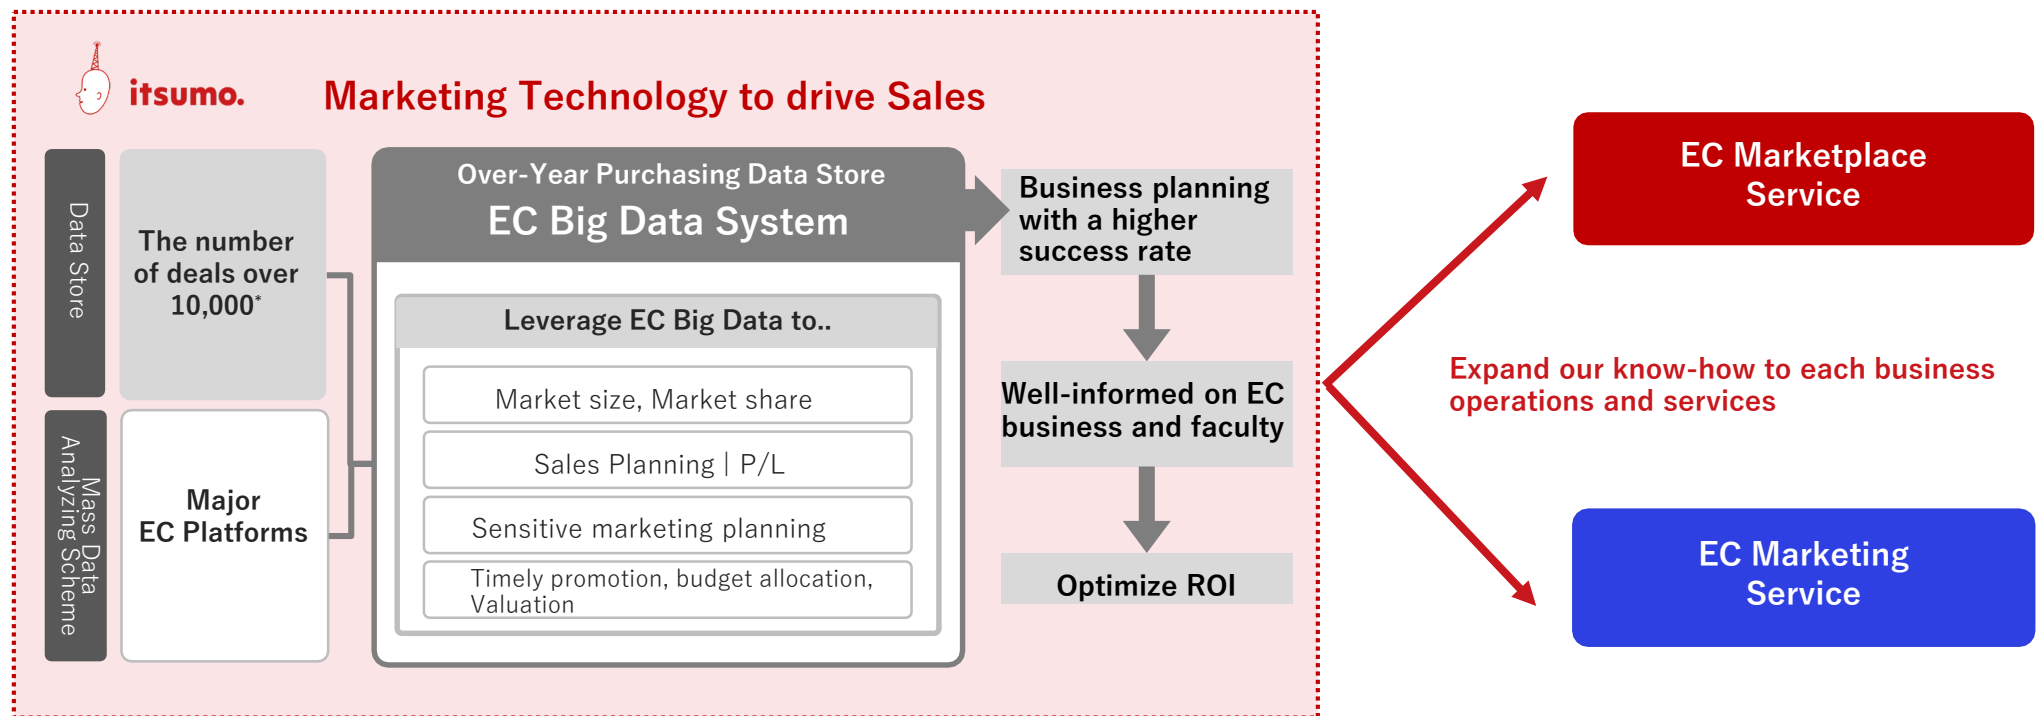 itsumo.
Marketing Technology to drive Sales
Data Store
The number
of deals over
10,000*
Mass Data
Analyzing Scheme
Major
EC Platforms
Over-Year Purchasing Data Store
EC Big Data System
Leverage EC Big Data to..
Market size, Market share
Sales Planning | P/L
Sensitive marketing planning
Timely promotion, budget allocation,
Valuation
Business planning
with a higher
success rate
Well-informed on EC
business and faculty
Optimize ROI
EC Marketplace
Service
Expand our know-how to each business
operations and services
EC Marketing
Service